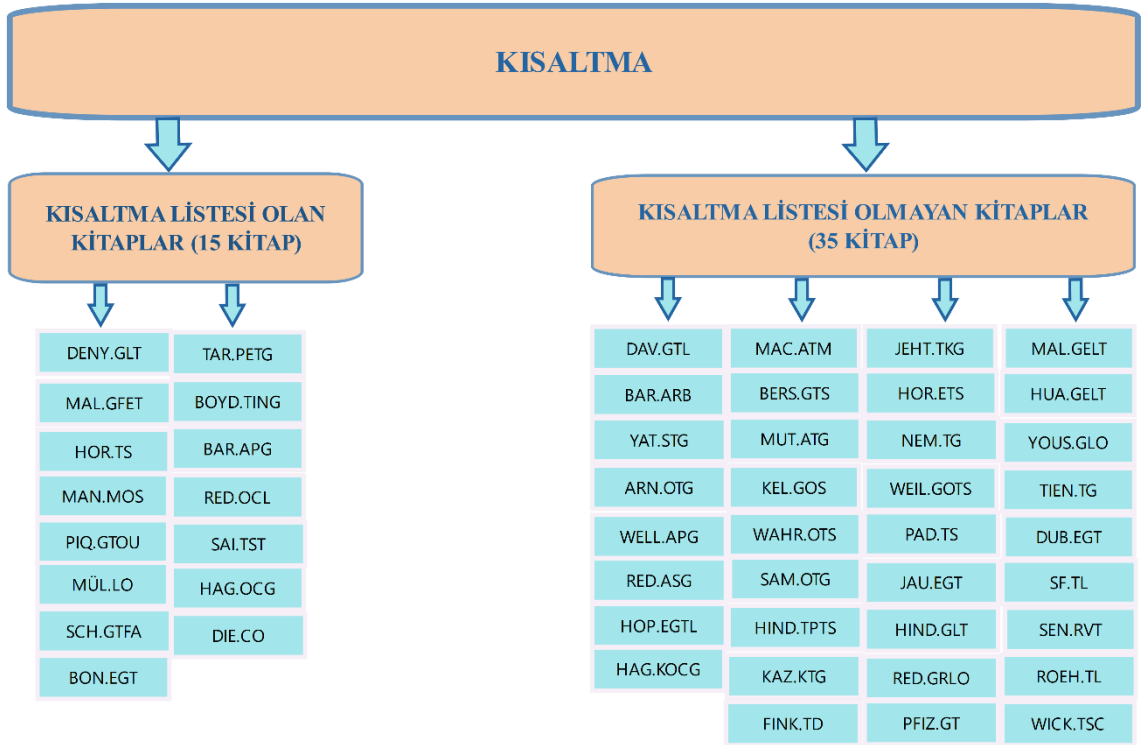 KISALTMA
KISALTMA LİSTESİ OLAN
KİTAPLAR (15 KİTAP)
KISALTMA LİSTESİ OLMAYAN KİTAPLAR
(35 KİTAP)
DENY.GLT
MAL.GFET
HOR.TS
MAN.MOS
PIQ.GTOU
MÜL.LO
SCH.GTFA
BON.EGT
TAR.PETG
BOYD.TING
BAR.APG
RED.OCL
SAI.TST
HAG.OCG
DIE.CO
DAV.GTL
BAR.ARB
YAT.STG
ARN.OTG
WELL.APG
RED.ASG
HOP.EGTL
HAG.KOCG
MAC.ATM
BERS.GTS
MUT.ATG
KEL.GOS
WAHR.OTS
SAM.OTG
HIND.TPTS
KAZ.KTG
FINK.TD
JEHT.TKG
HOR.ETS
NEM.TG
WEIL.GOTS
PAD.TS
JAU.EGT
HIND.GLT
RED.GRLO
PFIZ.GT
MAL.GELT
HUA.GELT
YOUS.GLO
TIEN.TG
DUB.EGT
SF.TL
SEN.RVT
ROEH.TL
WICK.TSC